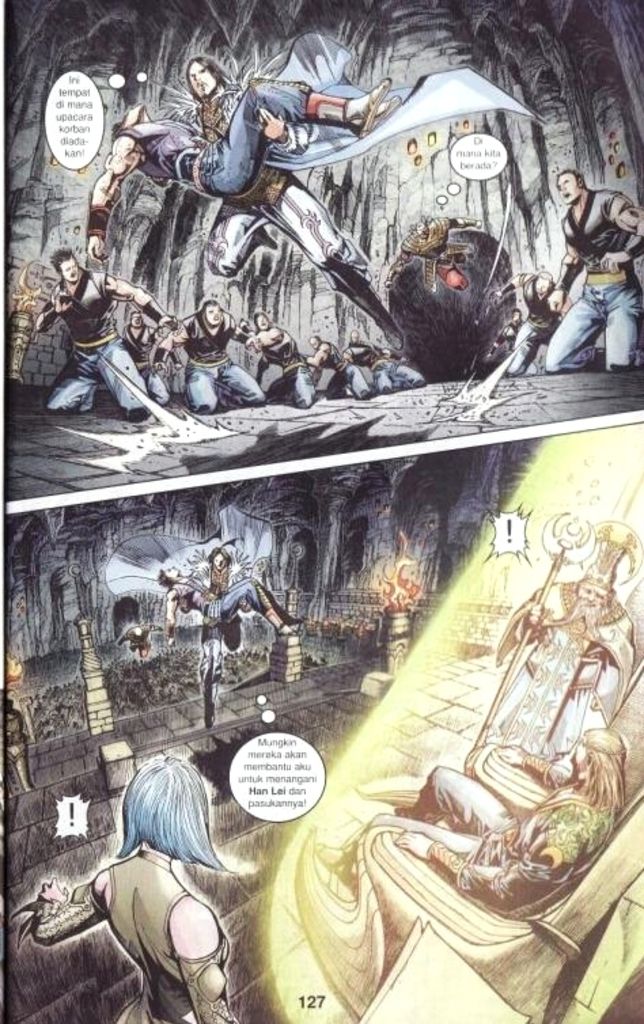 Ini
tempat
di mana
upacara
korban
diada-
kan!
Di
mana kita
berada?
!
Mungkin
mereka akan
membantu aku
untuk menangani
Han Lei dan
pasukannya!
!
127